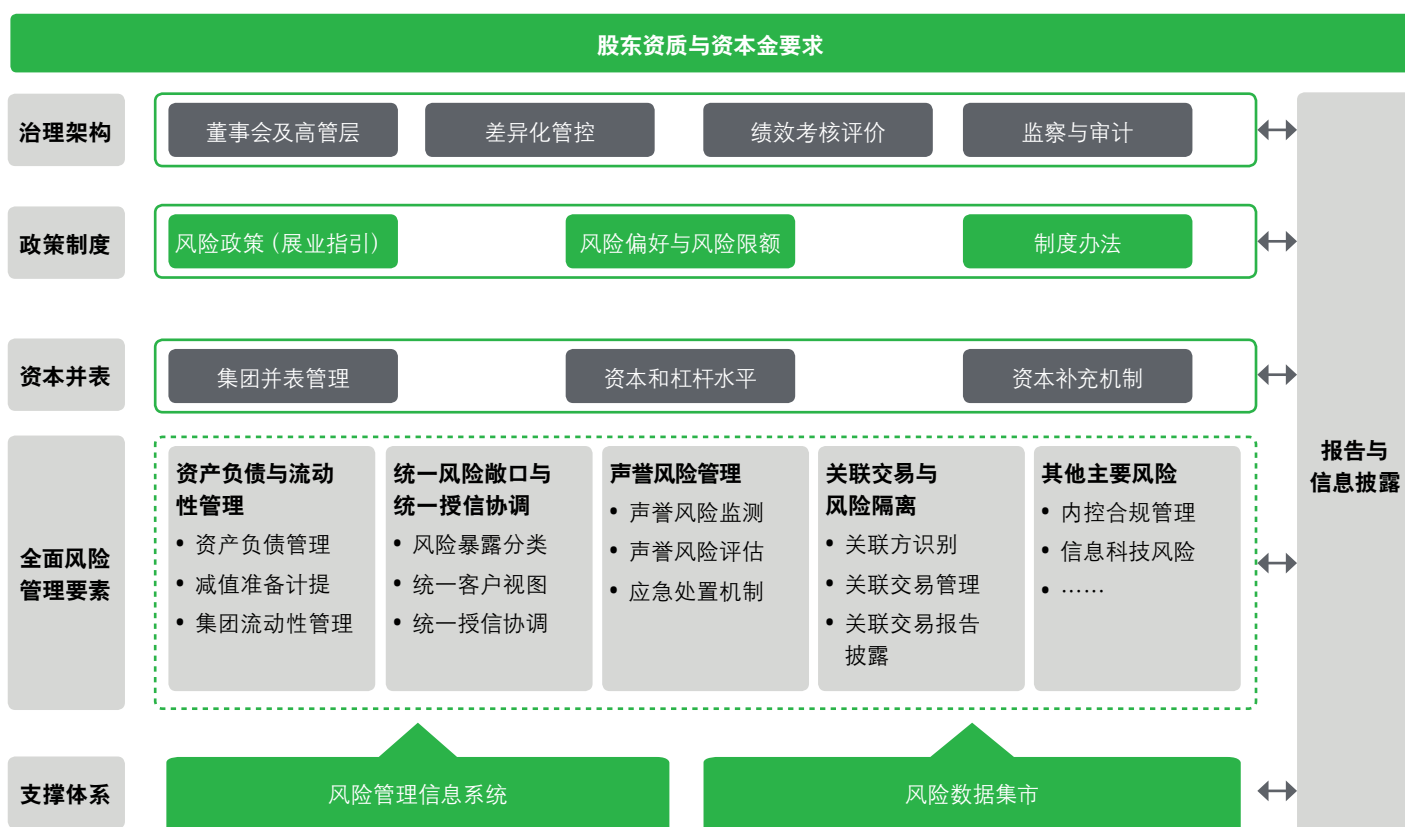 股东资质与资本金要求
治理架构
董事会及高管层
差异化管控
绩效考核评价
监察与审计
政策制度
风险政策（展业指引）
风险偏好与风险限额
制度办法
资本并表
集团并表管理
资本和杠杆水平
资本补充机制
全面风险
管理要素
资产负债与流动
性管理
• 资产负债管理
• 减值准备计提
• 集团流动性管理
统一风险敞口与
统一授信协调
• 风险暴露分类
• 统一客户视图
• 统一授信协调
声誉风险管理
• 声誉风险监测
• 声誉风险评估
• 应急处置机制
关联交易与
风险隔离
• 关联方识别
• 关联交易管理
• 关联交易报告
披露
其他主要风险
• 内控合规管理
• 信息科技风险
• ……
支撑体系
风险管理信息系统
风险数据集市
报告与
信息披露